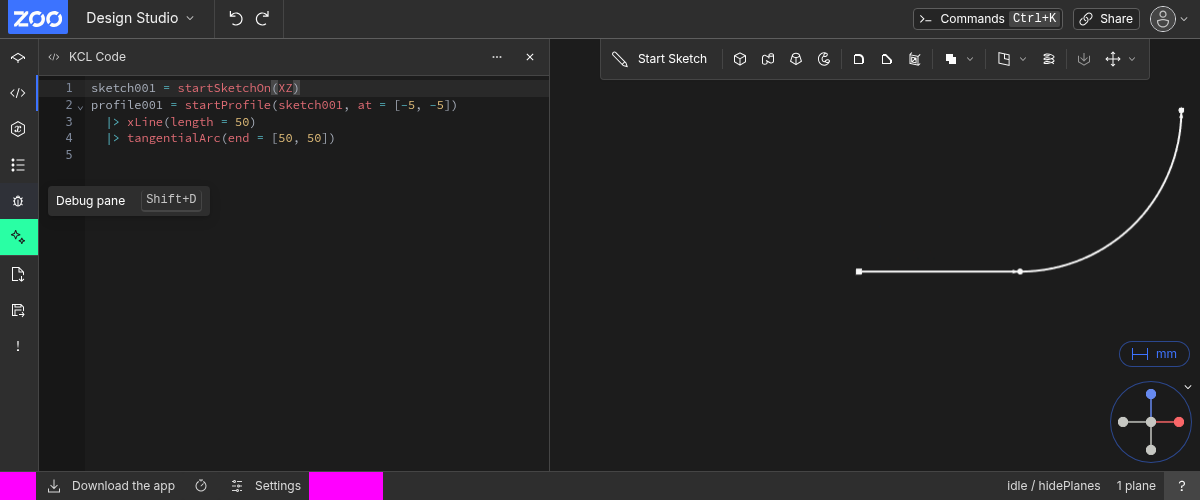 ZOO Design Studio Commands Ctrl+K Share
KCL Code
Start Sketch
1 sketch001 = startSketchOn(XZ)
2 profile001 = startProfile(sketch001, at = [-5, -5])
3 |> xLine(length = 50)
4 |> tangentialArc(end = [50, 50])
5
Debug pane Shift+D
mm
Download the app Settings idle / hidePlanes 1 plane ?